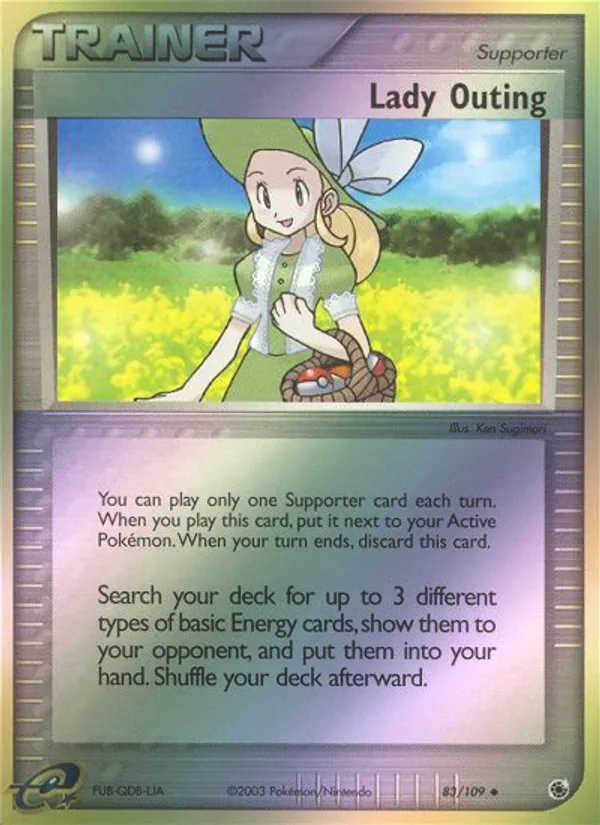 TRAINER
Supporter
Lady Outing
Illus. Ken Sugimori
You can play only one Supporter card each turn.
When you play this card, put it next to your Active
Pokémon. When your turn ends, discard this card.
Search your deck for up to 3 different
types of basic Energy cards, show them to
your opponent, and put them into your
hand. Shuffle your deck afterward.
e
FUB-GDB-LIA
©2003 Pokémon/Nintendo
83/109 ◆